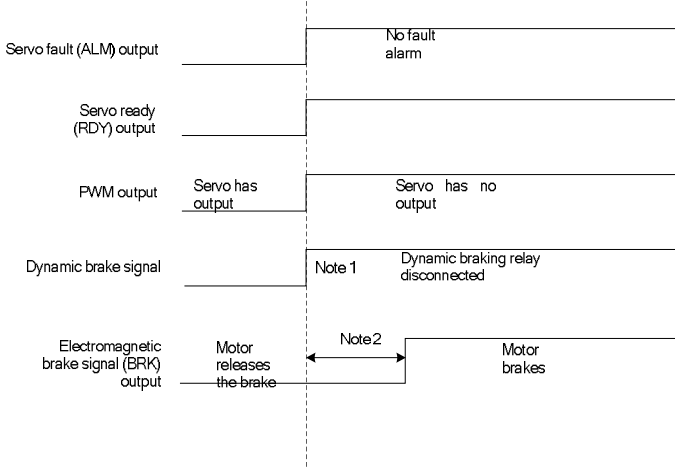 Servo fault (ALM) output
No fault
alarm
Servo ready
(RDY) output
PWM output
Servo has
output
Servo has no
output
Dynamic brake signal
Note 1
Dynamic braking relay
disconnected
Electromagnetic
brake signal (BRK)
output
Motor
releases
the brake
Note2
Motor
brakes